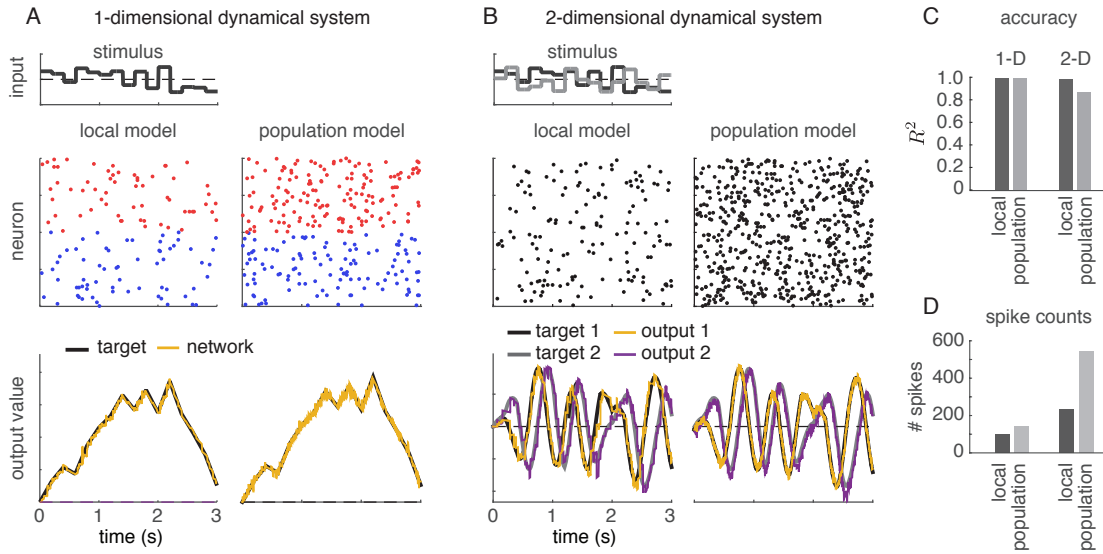 A 1-dimensional dynamical system
input
stimulus
local model
population model
neuron
target
network
output value
0 1 2 3
time (s)
B 2-dimensional dynamical system
stimulus
local model
population model
target 1
output 1
target 2
output 2
0 1 2 3
time (s)
C accuracy
1-D 2-D
1.0
0.8
0.6
0.4
0.2
0
R²
local
population
local
population
D spike counts
600
400
200
0
# spikes
local
population
local
population